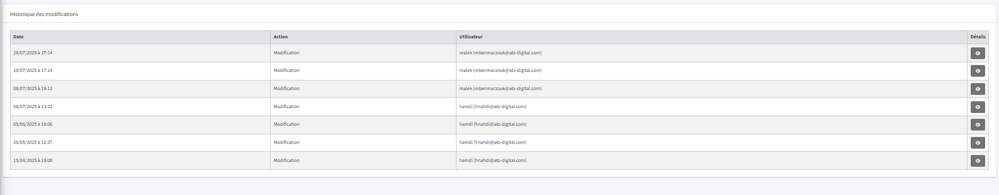 Historique des modifications
Date Action Utilisateur Détails
28/07/2025 à 17:14 Modification malek (mbenmarzouk@ats-digital.com)
28/07/2025 à 17:14 Modification malek (mbenmarzouk@ats-digital.com)
08/07/2025 à 18:12 Modification malek (mbenmarzouk@ats-digital.com)
08/07/2025 à 13:22 Modification hamdi (hnahdi@ats-digital.com)
05/06/2025 à 19:06 Modification hamdi (hnahdi@ats-digital.com)
20/05/2025 à 12:37 Modification hamdi (hnahdi@ats-digital.com)
15/04/2025 à 18:08 Modification hamdi (hnahdi@ats-digital.com)